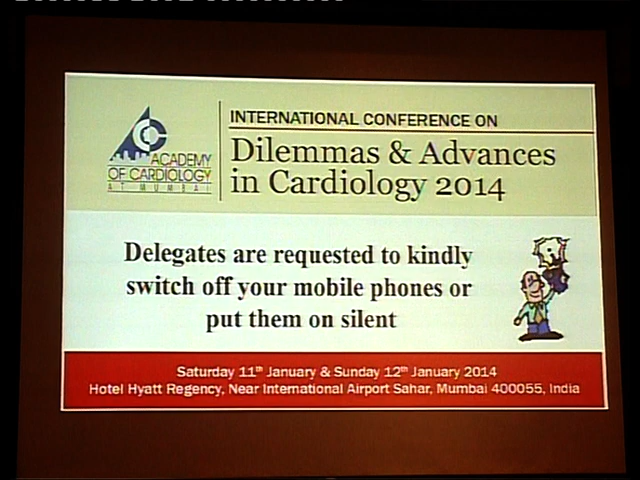 ACADEMY
OF CARDIOLOGY
AT MUMBAI
INTERNATIONAL CONFERENCE ON
Dilemmas & Advances
in Cardiology 2014
Delegates are requested to kindly
switch off your mobile phones or
put them on silent
Saturday 11th January & Sunday 12th January 2014
Hotel Hyatt Regency, Near International Airport Sahar, Mumbai 400055, India